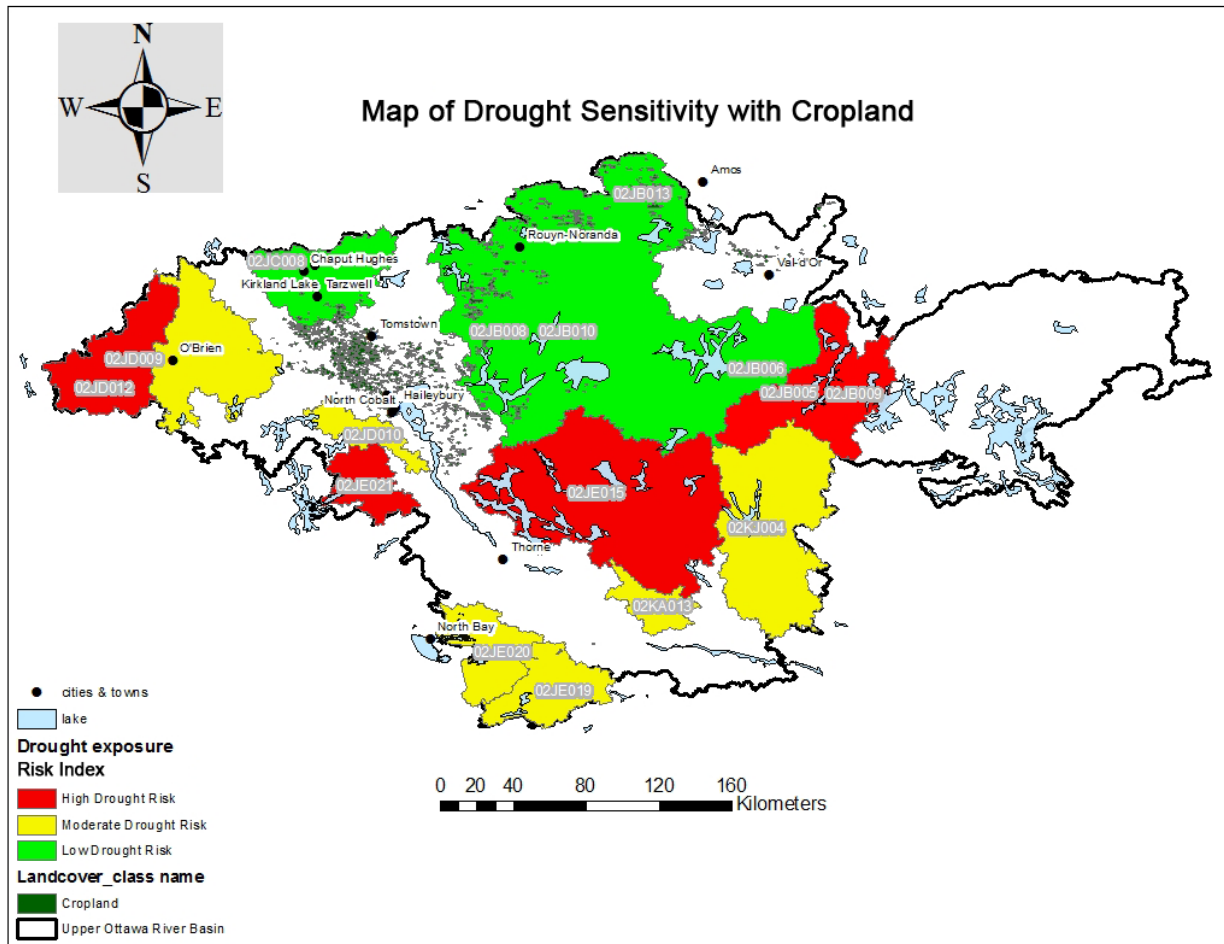 N
W
E
S
Map of Drought Sensitivity with Cropland
Amos
02JB013
Rouyn-Noranda
02JC008
Chaput Hughes
Val-d'Or
Kirkland Lake
Tarzwell
Tomstown
02JB008
02JB010
O'Brien
02JD009
02JD012
02JB006
02JB005
02JB009
North Cobalt
Haileybury
02JD010
02JE021
02JE015
02KJ004
Thorne
02KA013
North Bay
02JE020
02JE019
cities & towns
lake
Drought exposure
Risk Index
High Drought Risk
Moderate Drought Risk
Low Drought Risk
Landcover_class name
Cropland
Upper Ottawa River Basin
0 20 40 80 120 160
Kilometers